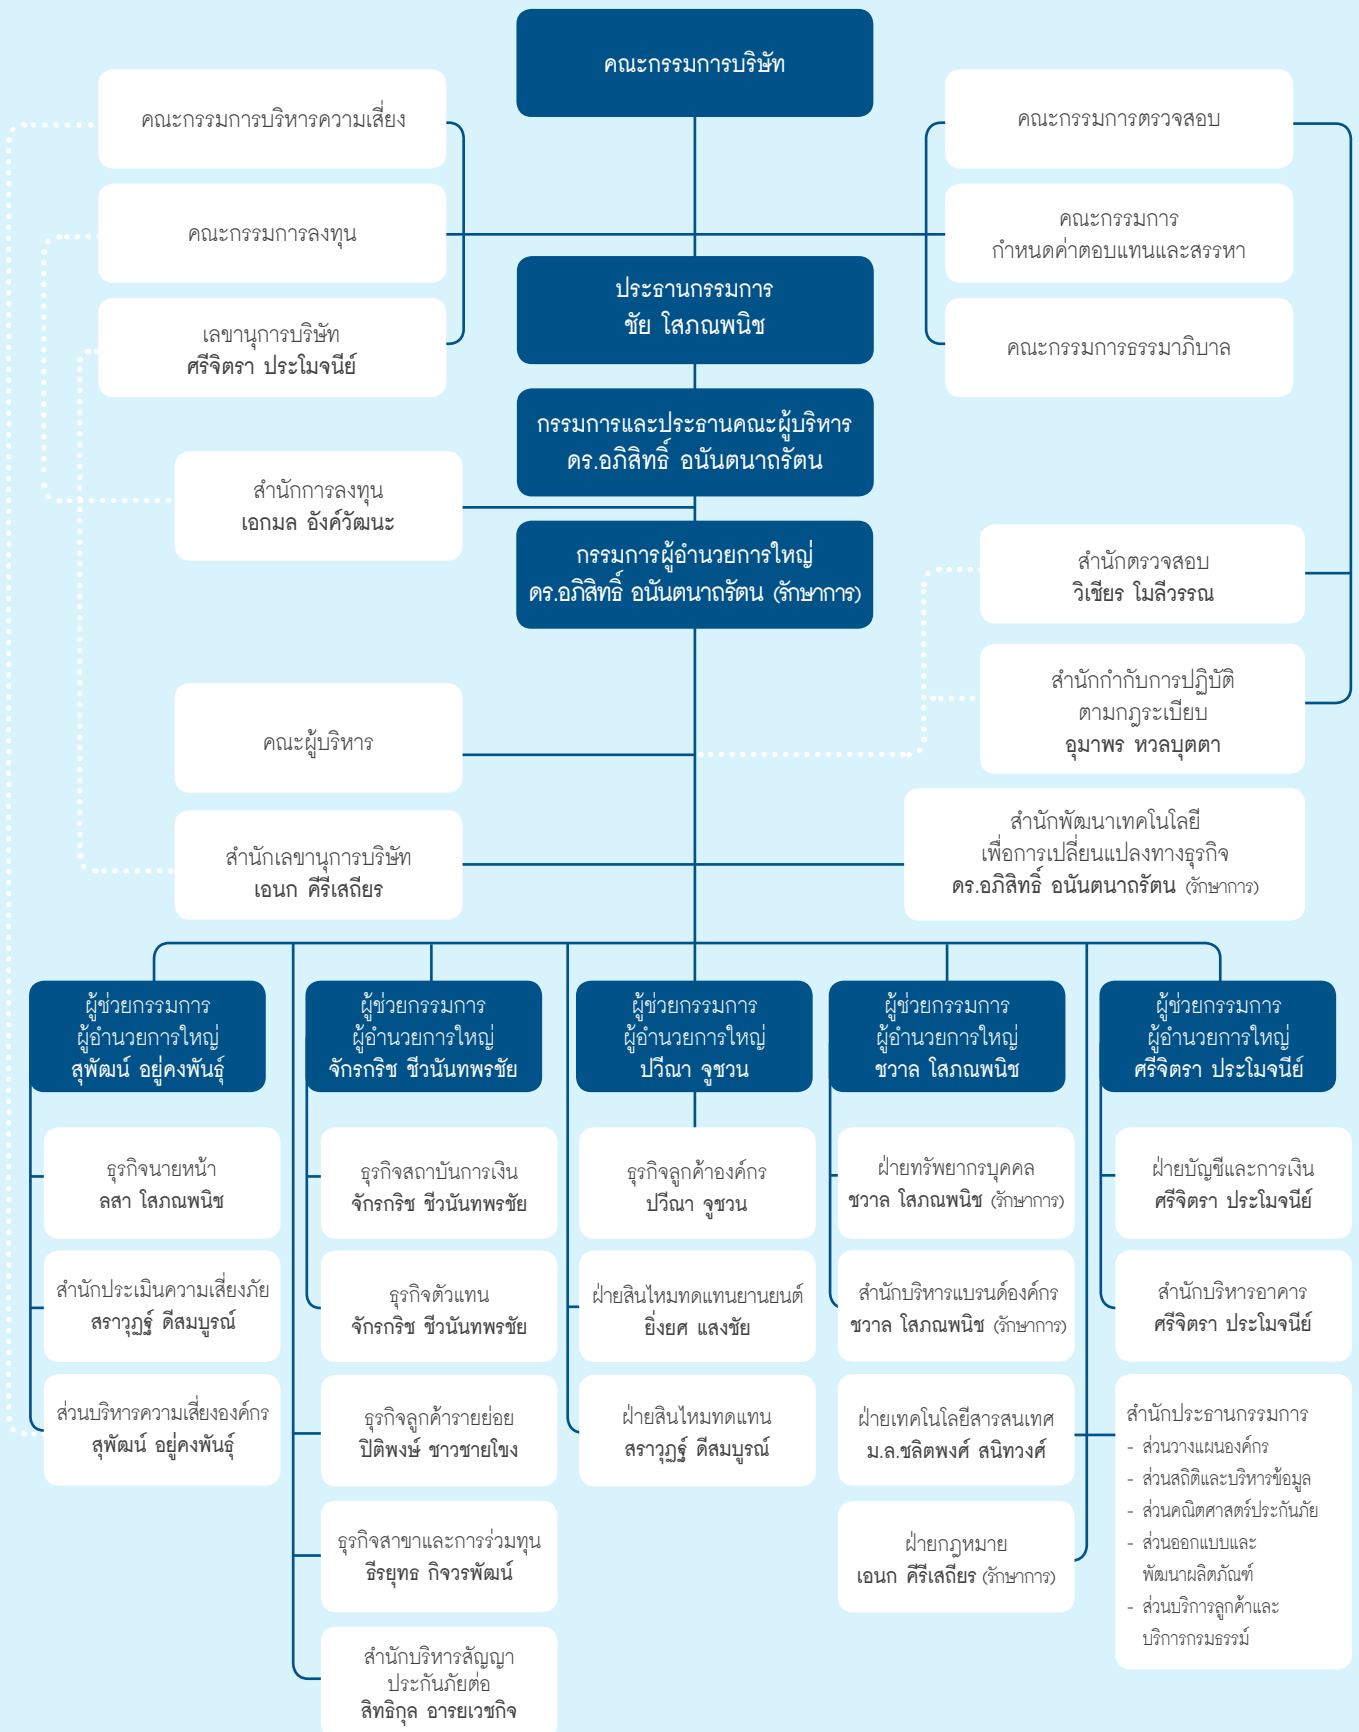 คณะกรรมการบริษัท
คณะกรรมการบริหารความเสี่ยง
คณะกรรมการตรวจสอบ
คณะกรรมการลงทุน
คณะกรรมการ
กำหนดค่าตอบแทนและสรรหา
ประธานกรรมการ
ชัย โสภณพนิช
เลขานุการบริษัท
ศรีจิตรา ประโมจนีย์
คณะกรรมการธรรมาภิบาล
กรรมการและประธานคณะผู้บริหาร
ดร.อภิสิทธิ์ อนันตนาถรัตน
สำนักการลงทุน
เอกมล อังค์วัฒนะ
กรรมการผู้อำนวยการใหญ่
ดร.อภิสิทธิ์ อนันตนาถรัตน (รักษาการ)
สำนักตรวจสอบ
วิเชียร โมลีวรรณ
สำนักกำกับการปฏิบัติ
ตามกฎระเบียบ
อุมาพร หวลบุตตา
คณะผู้บริหาร
สำนักเลขานุการบริษัท
เอนก คีรีเสถียร
สำนักพัฒนาเทคโนโลยี
เพื่อการเปลี่ยนแปลงทางธุรกิจ
ดร.อภิสิทธิ์ อนันตนาถรัตน (รักษาการ)
ผู้ช่วยกรรมการ
ผู้อำนวยการใหญ่
สุพัฒน์ อยู่คงพันธุ์
ผู้ช่วยกรรมการ
ผู้อำนวยการใหญ่
จักรกริช ชีวนันทพรชัย
ผู้ช่วยกรรมการ
ผู้อำนวยการใหญ่
ปวีณา จูชวน
ผู้ช่วยกรรมการ
ผู้อำนวยการใหญ่
ชวาล โสภณพนิช
ผู้ช่วยกรรมการ
ผู้อำนวยการใหญ่
ศรีจิตรา ประโมจนีย์
ธุรกิจนายหน้า
ลสา โสภณพนิช
ธุรกิจสถาบันการเงิน
จักรกริช ชีวนันทพรชัย
ธุรกิจลูกค้าองค์กร
ปวีณา จูชวน
ฝ่ายทรัพยากรบุคคล
ชวาล โสภณพนิช (รักษาการ)
ฝ่ายบัญชีและการเงิน
ศรีจิตรา ประโมจนีย์
สำนักประเมินความเสี่ยงภัย
สราวุฏฐ์ ดีสมบูรณ์
ธุรกิจตัวแทน
จักรกริช ชีวนันทพรชัย
ฝ่ายสินไหมทดแทนยานยนต์
ยิ่งยศ แสงชัย
สำนักบริหารแบรนด์องค์กร
ชวาล โสภณพนิช (รักษาการ)
สำนักบริหารอาคาร
ศรีจิตรา ประโมจนีย์
ส่วนบริหารความเสี่ยงองค์กร
สุพัฒน์ อยู่คงพันธุ์
ธุรกิจลูกค้ารายย่อย
ปิติพงษ์ ชาวชายโขง
ฝ่ายสินไหมทดแทน
สราวุฏฐ์ ดีสมบูรณ์
ฝ่ายเทคโนโลยีสารสนเทศ
ม.ล.ชลิตพงศ์ สนิทวงศ์
สำนักประธานกรรมการ
- ส่วนวางแผนองค์กร
- ส่วนสถิติและบริหารข้อมูล
- ส่วนคณิตศาสตร์ประกันภัย
- ส่วนออกแบบและ
พัฒนาผลิตภัณฑ์
- ส่วนบริการลูกค้าและ
บริการกรมธรรม์
ธุรกิจสาขาและการร่วมทุน
ธีรยุทธ กิจวรพัฒน์
ฝ่ายกฎหมาย
เอนก คีรีเสถียร (รักษาการ)
สำนักบริหารสัญญา
ประกันภัยต่อ
สิทธิกุล อารยเวชกิจ